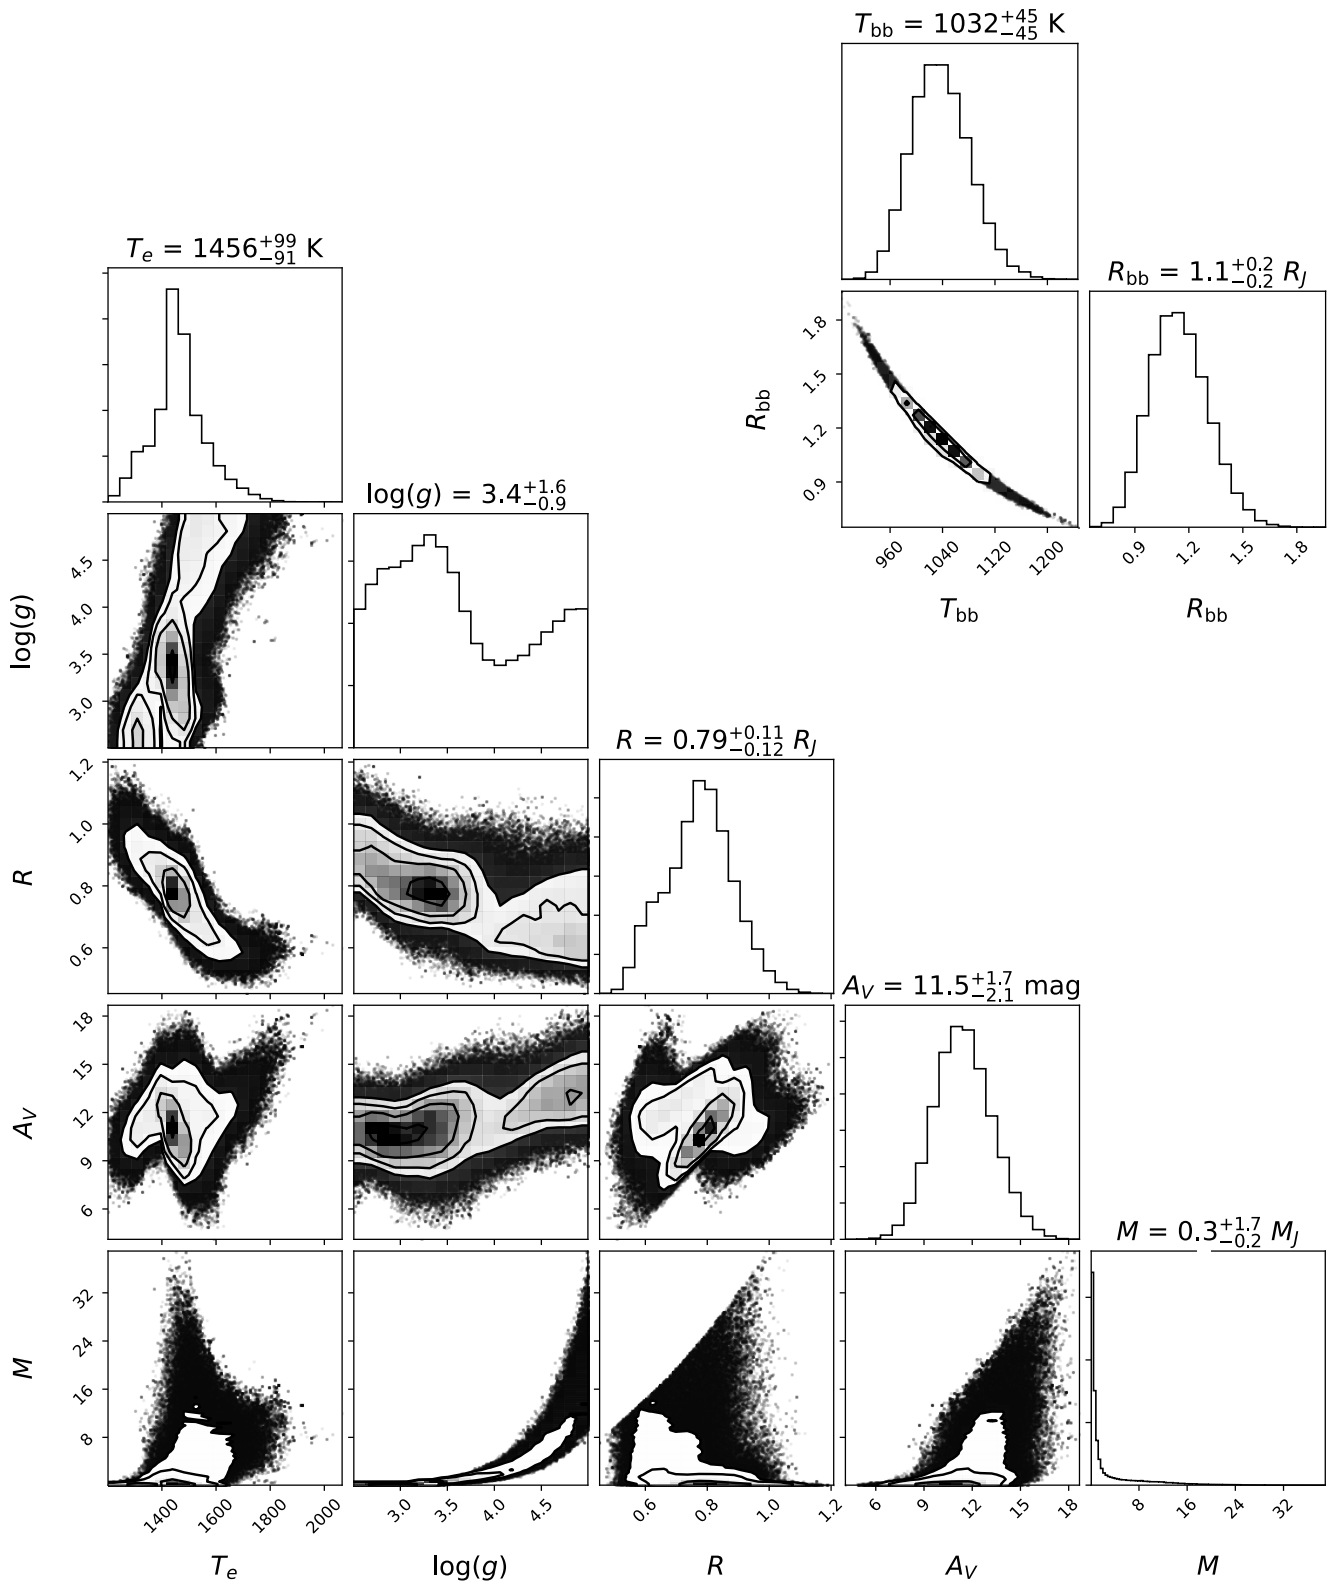 T_bb = 1032^{+45}_{-45} K
T_e = 1456^{+99}_{-91} K
R_bb = 1.1^{+0.2}_{-0.2} R_J
1.8
1.5
1.2
0.9
R_bb
log(g) = 3.4^{+1.6}_{-0.9}
960 1040 1120 1200
0.9 1.2 1.5 1.8
T_bb
R_bb
4.5
4.0
3.5
3.0
log(g)
R = 0.79^{+0.11}_{-0.12} R_J
1.2
1.0
0.8
0.6
R
A_V = 11.5^{+1.7}_{-2.1} mag
18
15
12
9
6
A_V
M = 0.3^{+1.7}_{-0.2} M_J
32
24
16
8
M
1400 1600 1800 2000
3.0 3.5 4.0 4.5
0.6 0.8 1.0 1.2
6 9 12 15 18
8 16 24 32
T_e
log(g)
R
A_V
M